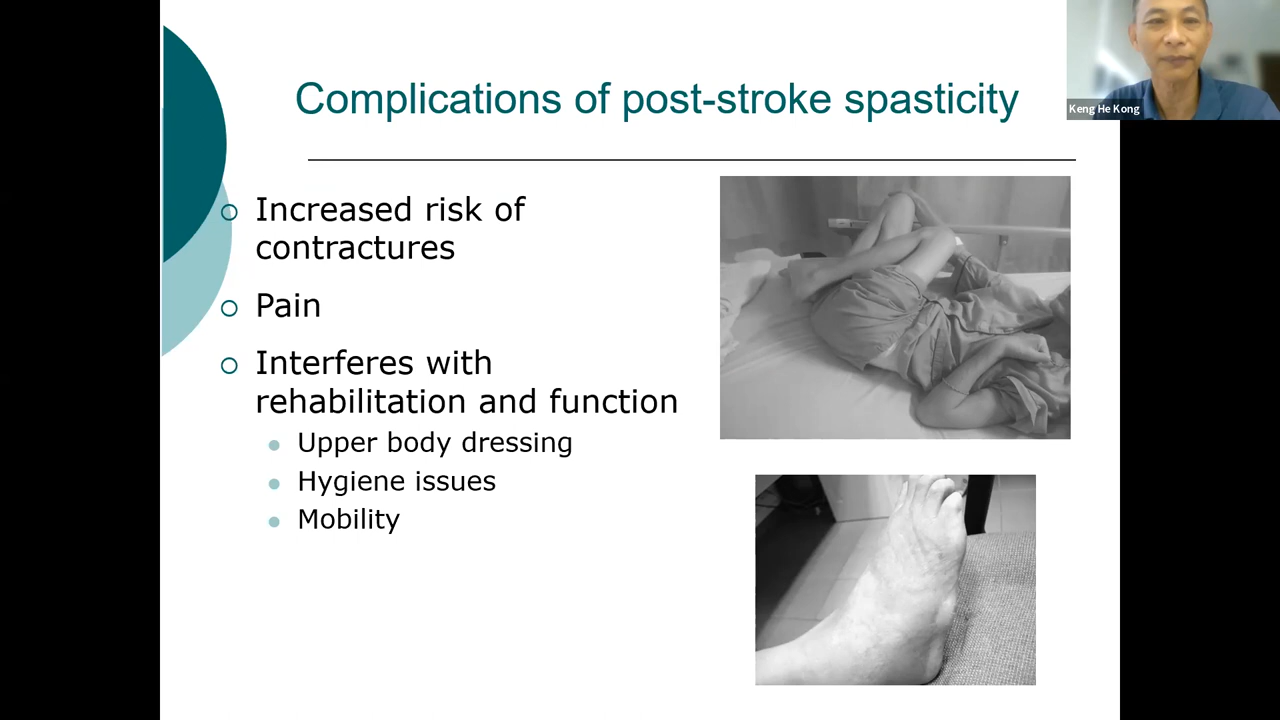 Complications of post-stroke spasticity
Keng He Kong
Increased risk of
contractures
Pain
Interferes with
rehabilitation and function
Upper body dressing
Hygiene issues
Mobility